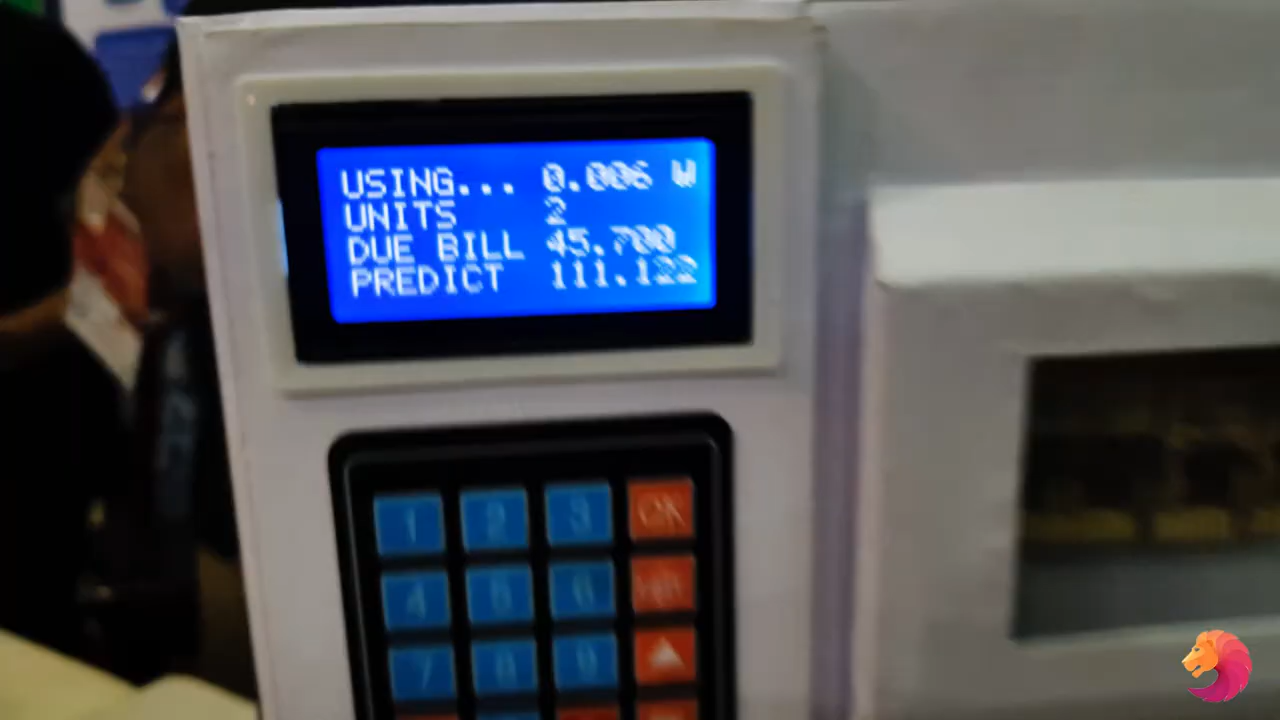 USING... 0.006 W
UNITS 2
DUE BILL 45.700
PREDICT 111.122
1 2 3 OK
4 5 6
7 8 9